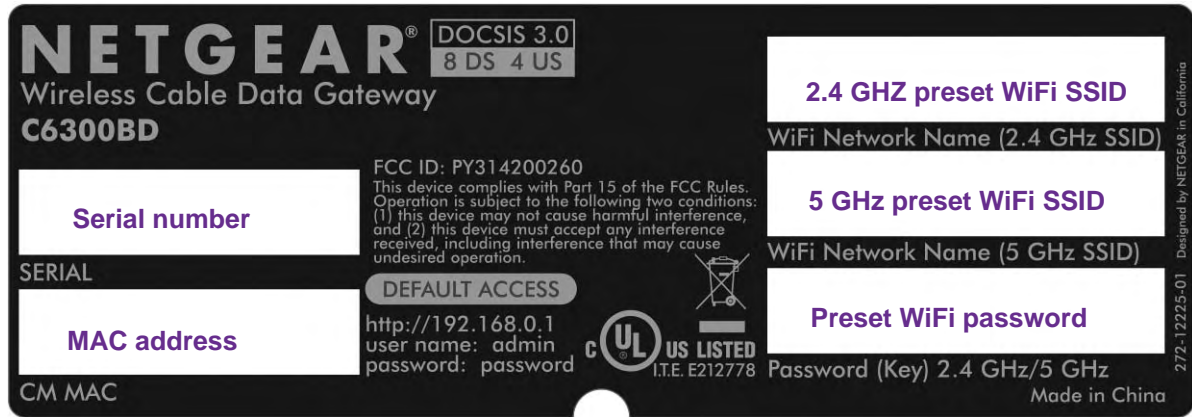 NETGEAR®
DOCSIS 3.0
8 DS 4 US
Wireless Cable Data Gateway
C6300BD
Serial number
SERIAL
MAC address
CM MAC
FCC ID: PY314200260
This device complies with Part 15 of the FCC Rules.
Operation is subject to the following two conditions:
(1) this device may not cause harmful interference,
and (2) this device must accept any interference
received, including interference that may cause
undesired operation.
DEFAULT ACCESS
http://192.168.0.1
user name: admin
password: password
C UL ® US LISTED
I.T.E. E212778
2.4 GHZ preset WiFi SSID
WiFi Network Name (2.4 GHz SSID)
5 GHz preset WiFi SSID
WiFi Network Name (5 GHz SSID)
Preset WiFi password
Password (Key) 2.4 GHz/5 GHz
Made in China
272-12225-01 Designed by NETGEAR in California